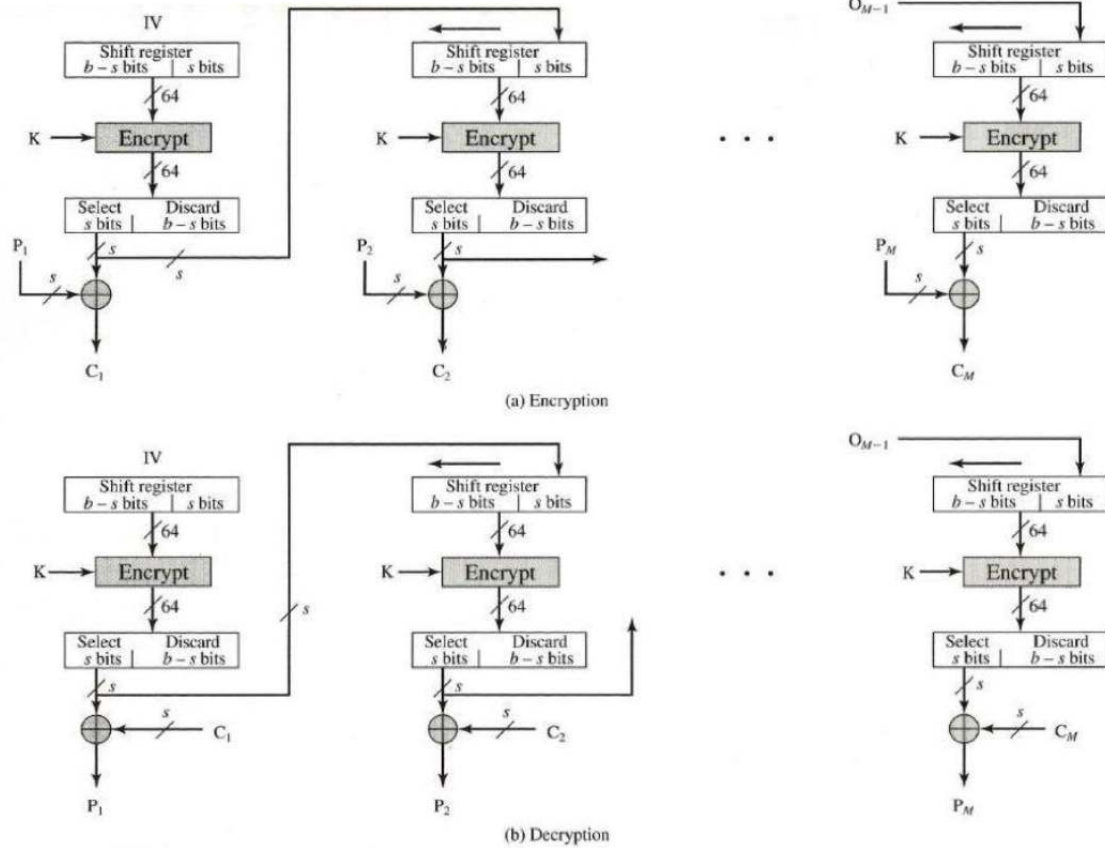 O_{M-1}
IV
Shift register
b − s bits | s bits
Shift register
b − s bits | s bits
Shift register
b − s bits | s bits
64
64
64
K
Encrypt
K
Encrypt
. . .
K
Encrypt
64
64
64
Select Discard
s bits | b − s bits
Select Discard
s bits | b − s bits
Select Discard
s bits | b − s bits
P_1
s
s
s
P_2
s
s
P_M
s
s
C_1
C_2
C_M
(a) Encryption
IV
O_{M-1}
Shift register
b − s bits | s bits
Shift register
b − s bits | s bits
Shift register
b − s bits | s bits
64
64
64
K
Encrypt
K
Encrypt
. . .
K
Encrypt
64
s
64
64
Select Discard
s bits | b − s bits
Select Discard
s bits | b − s bits
Select Discard
s bits | b − s bits
s
s
s
s
C_1
s
C_2
s
C_M
P_1
P_2
P_M
(b) Decryption